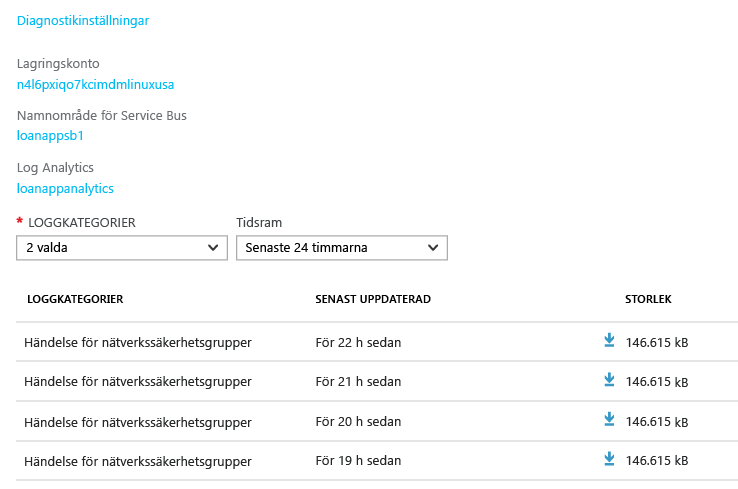 Diagnostikinställningar
Lagringskonto
n4l6pxiqo7kcimdmlinuxusa
Namnområde för Service Bus
loanappsb1
Log Analytics
loanappanalytics
* LOGGKATEGORIER Tidsram
2 valda Senaste 24 timmarna
LOGGKATEGORIER SENAST UPPDATERAD STORLEK
Händelse för nätverkssäkerhetsgrupper För 22 h sedan 146.615 kB
Händelse för nätverkssäkerhetsgrupper För 21 h sedan 146.615 kB
Händelse för nätverkssäkerhetsgrupper För 20 h sedan 146.615 kB
Händelse för nätverkssäkerhetsgrupper För 19 h sedan 146.615 kB